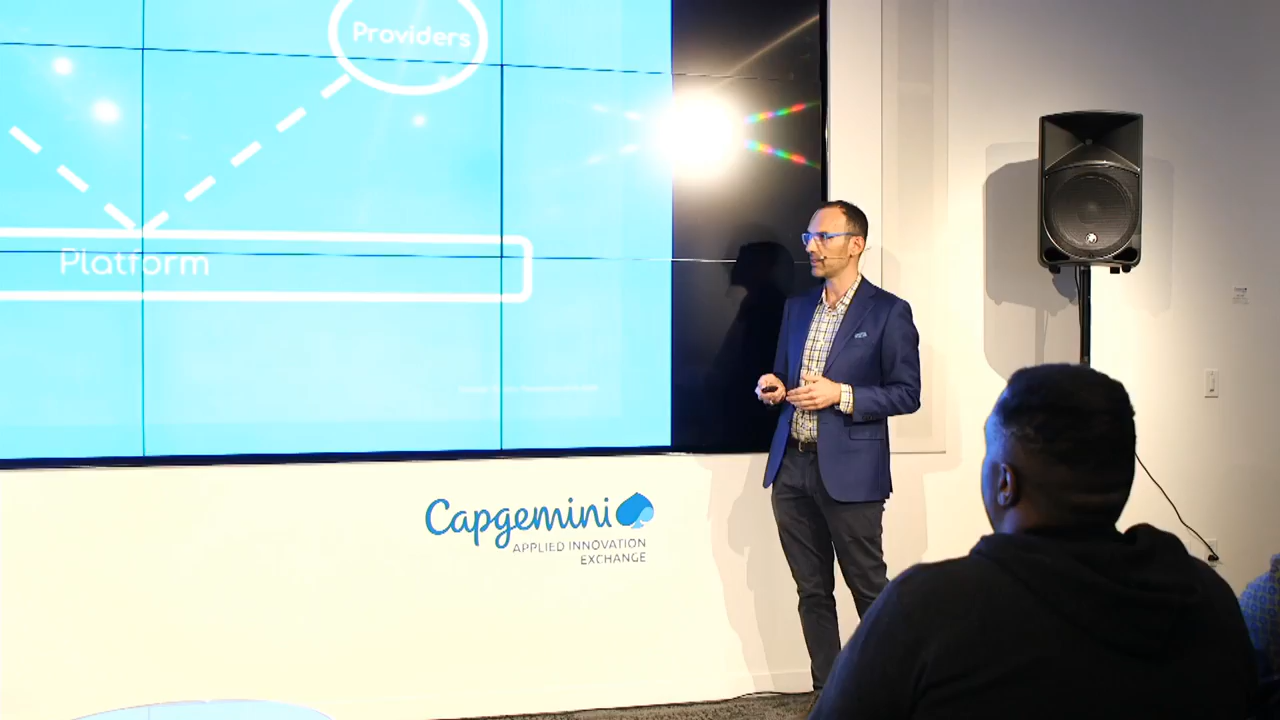 Providers
Platform
Capgemini
APPLIED INNOVATION
EXCHANGE